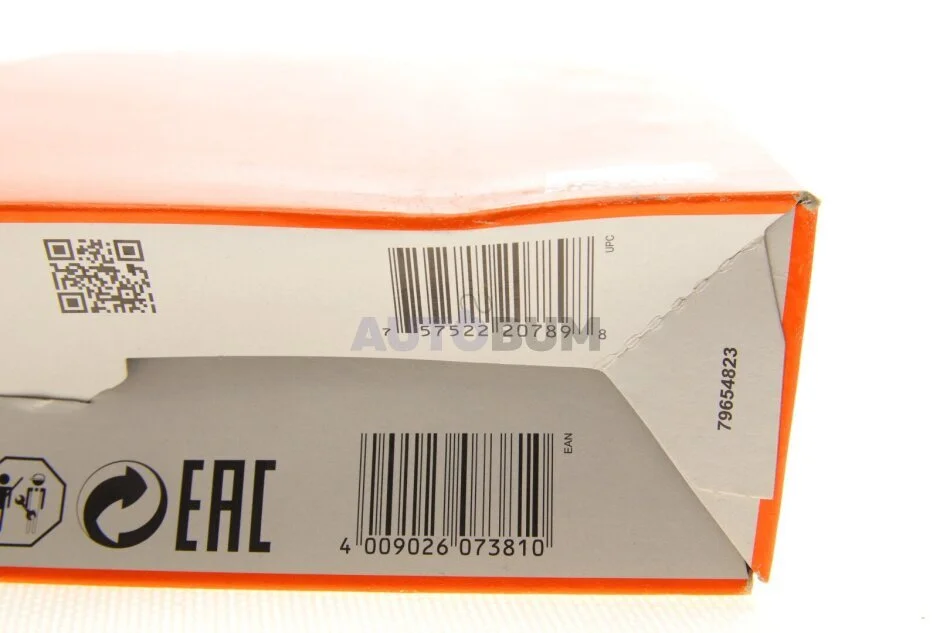 UPC
7 57522 20789 8
AUTOBUM
79654823
EAN
EAC
4 009026 073810